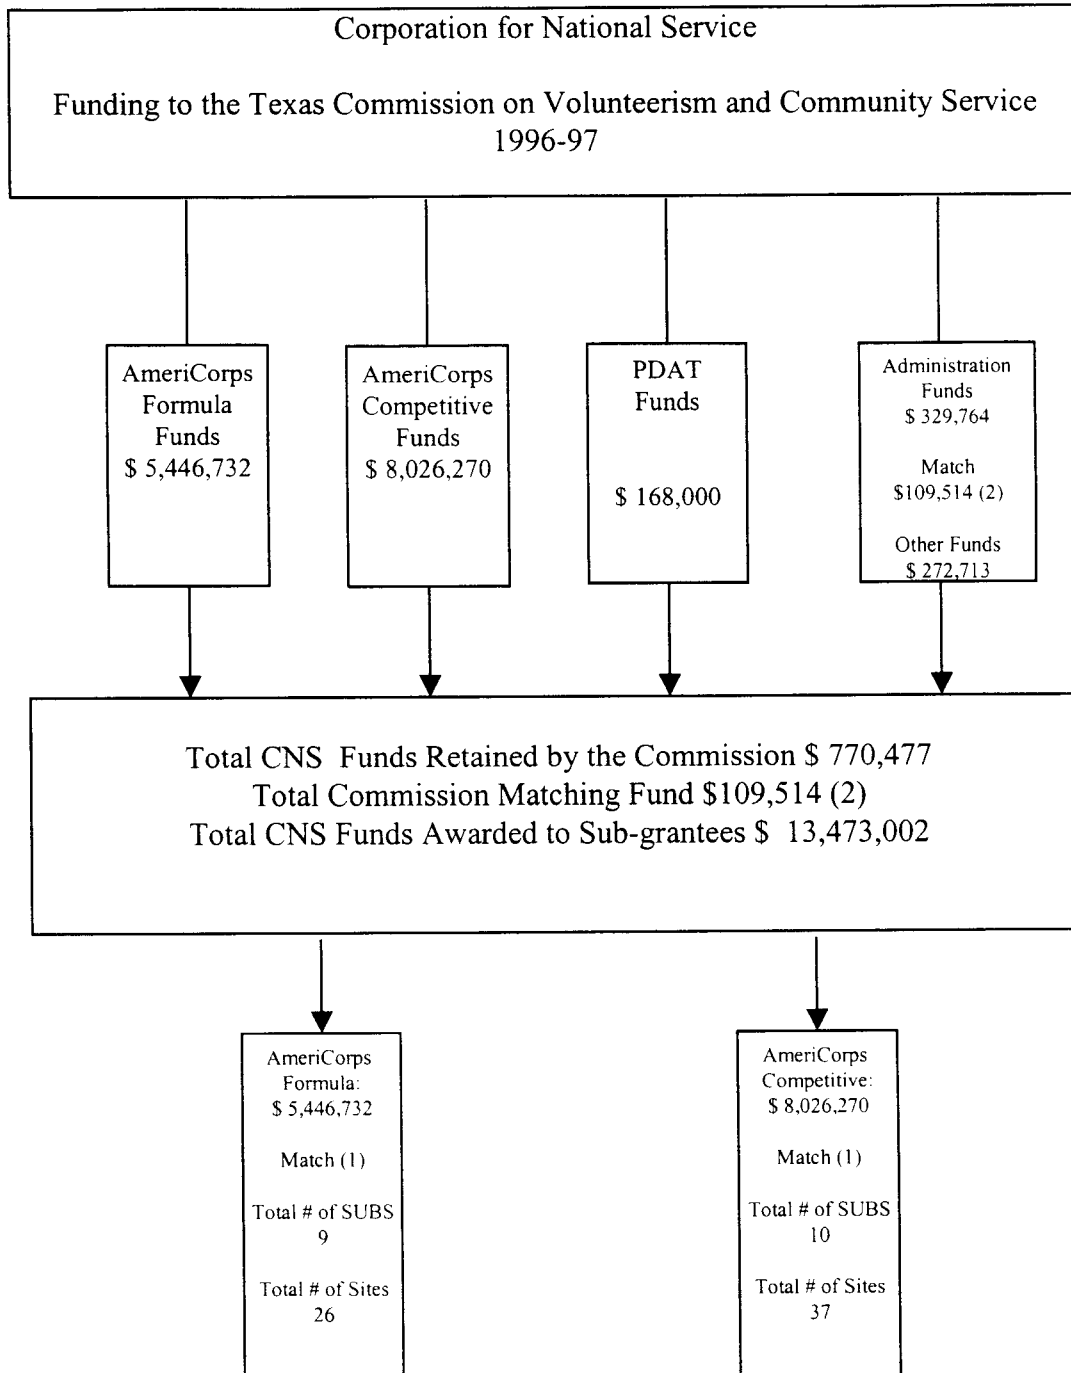 Corporation for National Service
Funding to the Texas Commission on Volunteerism and Community Service
1996-97
AmeriCorps
Formula
Funds
$ 5,446,732
AmeriCorps
Competitive
Funds
$ 8,026,270
PDAT
Funds
$ 168,000
Administration
Funds
$ 329,764
Match
$109,514 (2)
Other Funds
$ 272,713
Total CNS Funds Retained by the Commission $ 770,477
Total Commission Matching Fund $109,514 (2)
Total CNS Funds Awarded to Sub-grantees $ 13,473,002
AmeriCorps
Formula:
$ 5,446,732
Match (1)
Total # of SUBS
9
Total # of Sites
26
AmeriCorps
Competitive:
$ 8,026,270
Match (1)
Total # of SUBS
10
Total # of Sites
37